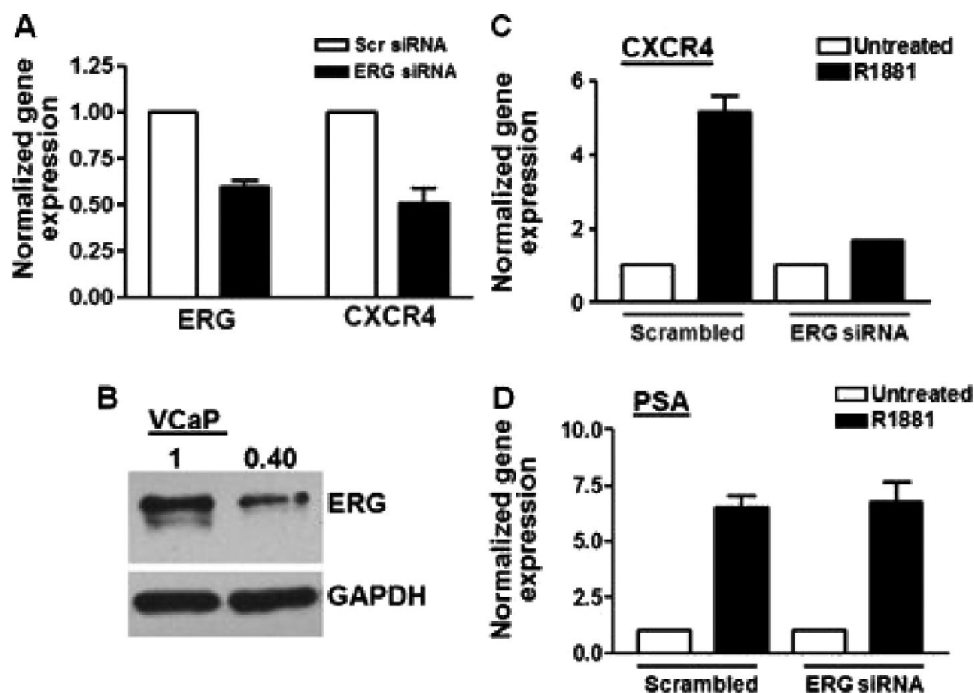 A
Scr siRNA
ERG siRNA
Normalized gene
expression
1.25
1.00
0.75
0.50
0.25
0.00
ERG
CXCR4
B
VCaP
1
0.40
ERG
GAPDH
C
CXCR4
Untreated
R1881
Normalized gene
expression
6
4
2
0
Scrambled
ERG siRNA
D
PSA
Untreated
R1881
Normalized gene
expression
10.0
7.5
5.0
2.5
0.0
Scrambled
ERG siRNA